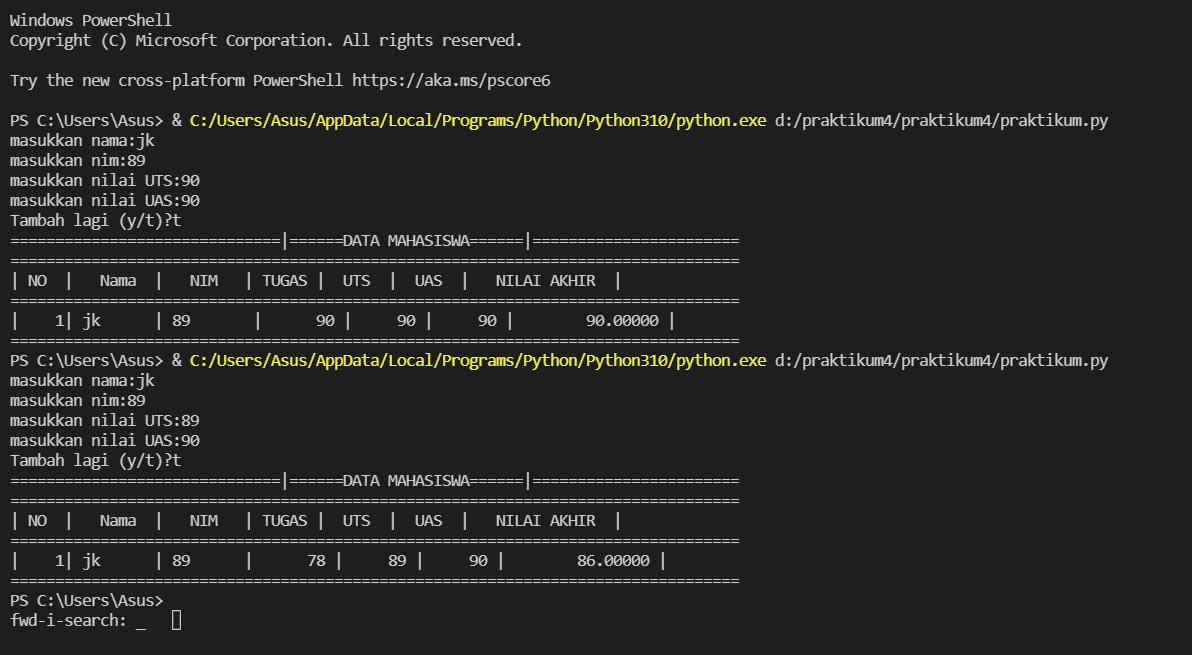 Windows PowerShell
Copyright (C) Microsoft Corporation. All rights reserved.
Try the new cross-platform PowerShell https://aka.ms/pscore6
PS C:\Users\Asus> & C:/Users/Asus/AppData/Local/Programs/Python/Python310/python.exe d:/praktikum4/praktikum4/praktikum.py
masukkan nama:jk
masukkan nim:89
masukkan nilai UTS:90
masukkan nilai UAS:90
Tambah lagi (y/t)?t
==============================|======DATA MAHASISWA======|=======================
=================================================================================
| NO  |   Nama  |   NIM   | TUGAS |  UTS  |  UAS  |   NILAI AKHIR  |
=================================================================================
|    1| jk      | 89       |      90 |     90 |     90 |        90.00000 |
=================================================================================
PS C:\Users\Asus> & C:/Users/Asus/AppData/Local/Programs/Python/Python310/python.exe d:/praktikum4/praktikum4/praktikum.py
masukkan nama:jk
masukkan nim:89
masukkan nilai UTS:89
masukkan nilai UAS:90
Tambah lagi (y/t)?t
==============================|======DATA MAHASISWA======|=======================
=================================================================================
| NO  |   Nama  |   NIM   | TUGAS |  UTS  |  UAS  |   NILAI AKHIR  |
=================================================================================
|    1| jk      | 89      |      78 |     89 |     90 |        86.00000 |
=================================================================================
PS C:\Users\Asus>
fwd-i-search: _